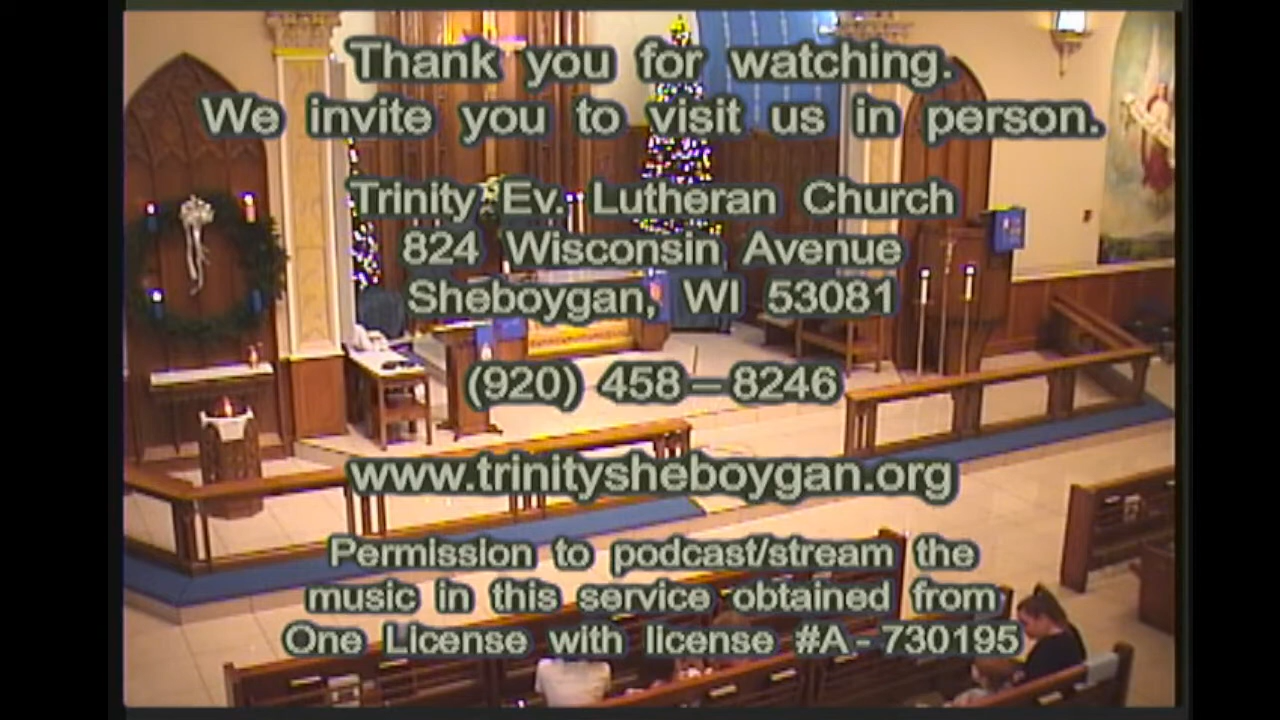 Thank you for watching.
We invite you to visit us in person.
Trinity Ev. Lutheran Church
824 Wisconsin Avenue
Sheboygan, WI 53081
(920) 458-8246
www.trinitysheboygan.org
Permission to podcast/stream the
music in this service obtained from
One License with license #A-730195